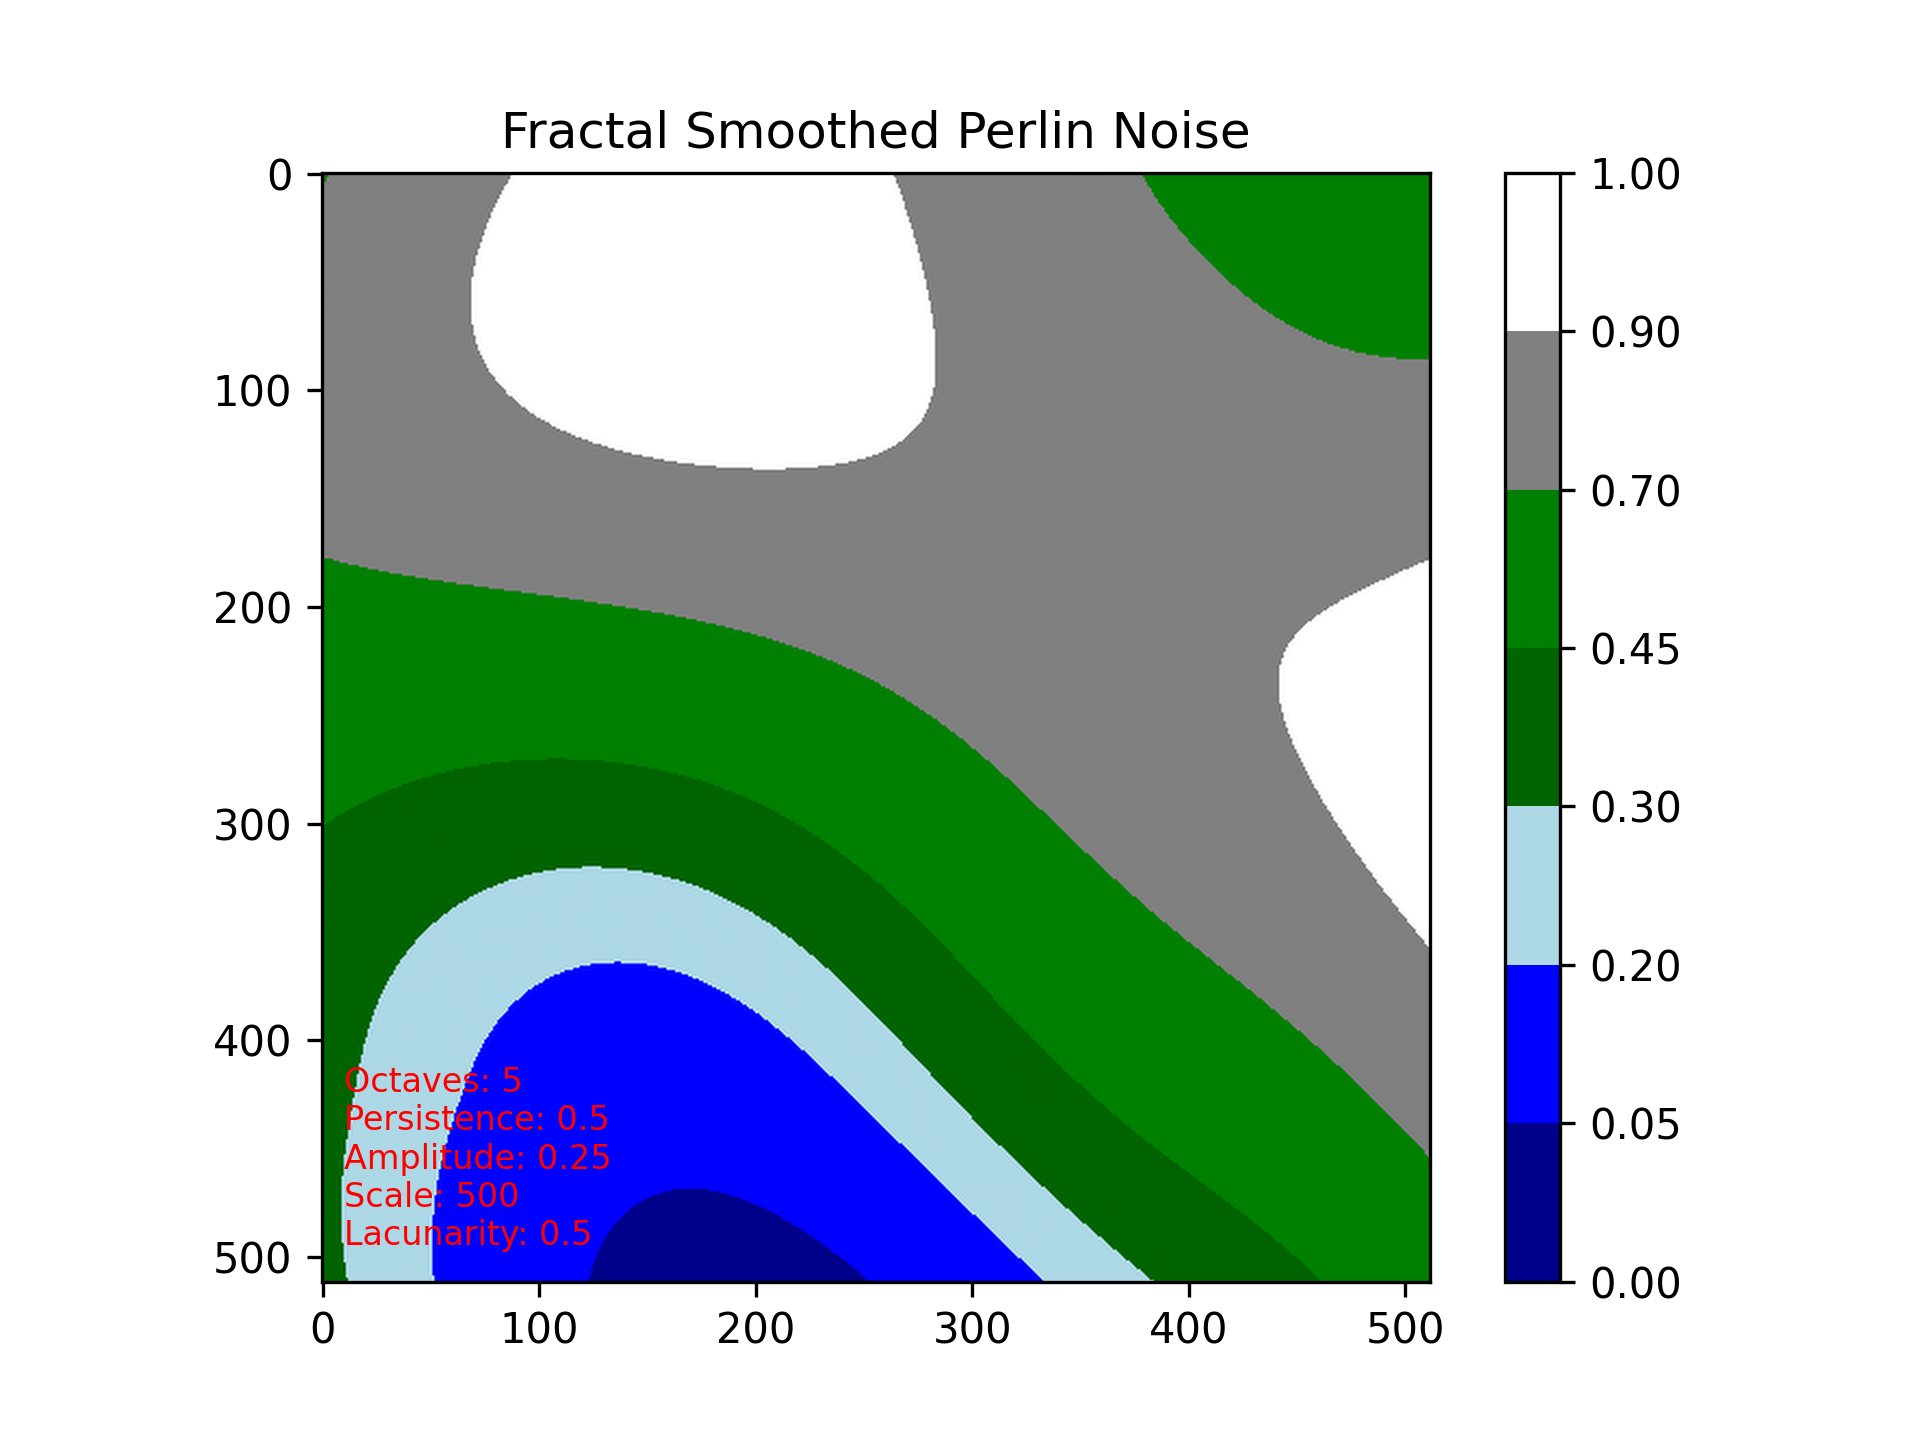 Fractal Smoothed Perlin Noise
0
100
200
300
400
500
0 100 200 300 400 500
Octaves: 5
Persistence: 0.5
Amplitude: 0.25
Scale: 500
Lacunarity: 0.5
1.00
0.90
0.70
0.45
0.30
0.20
0.05
0.00